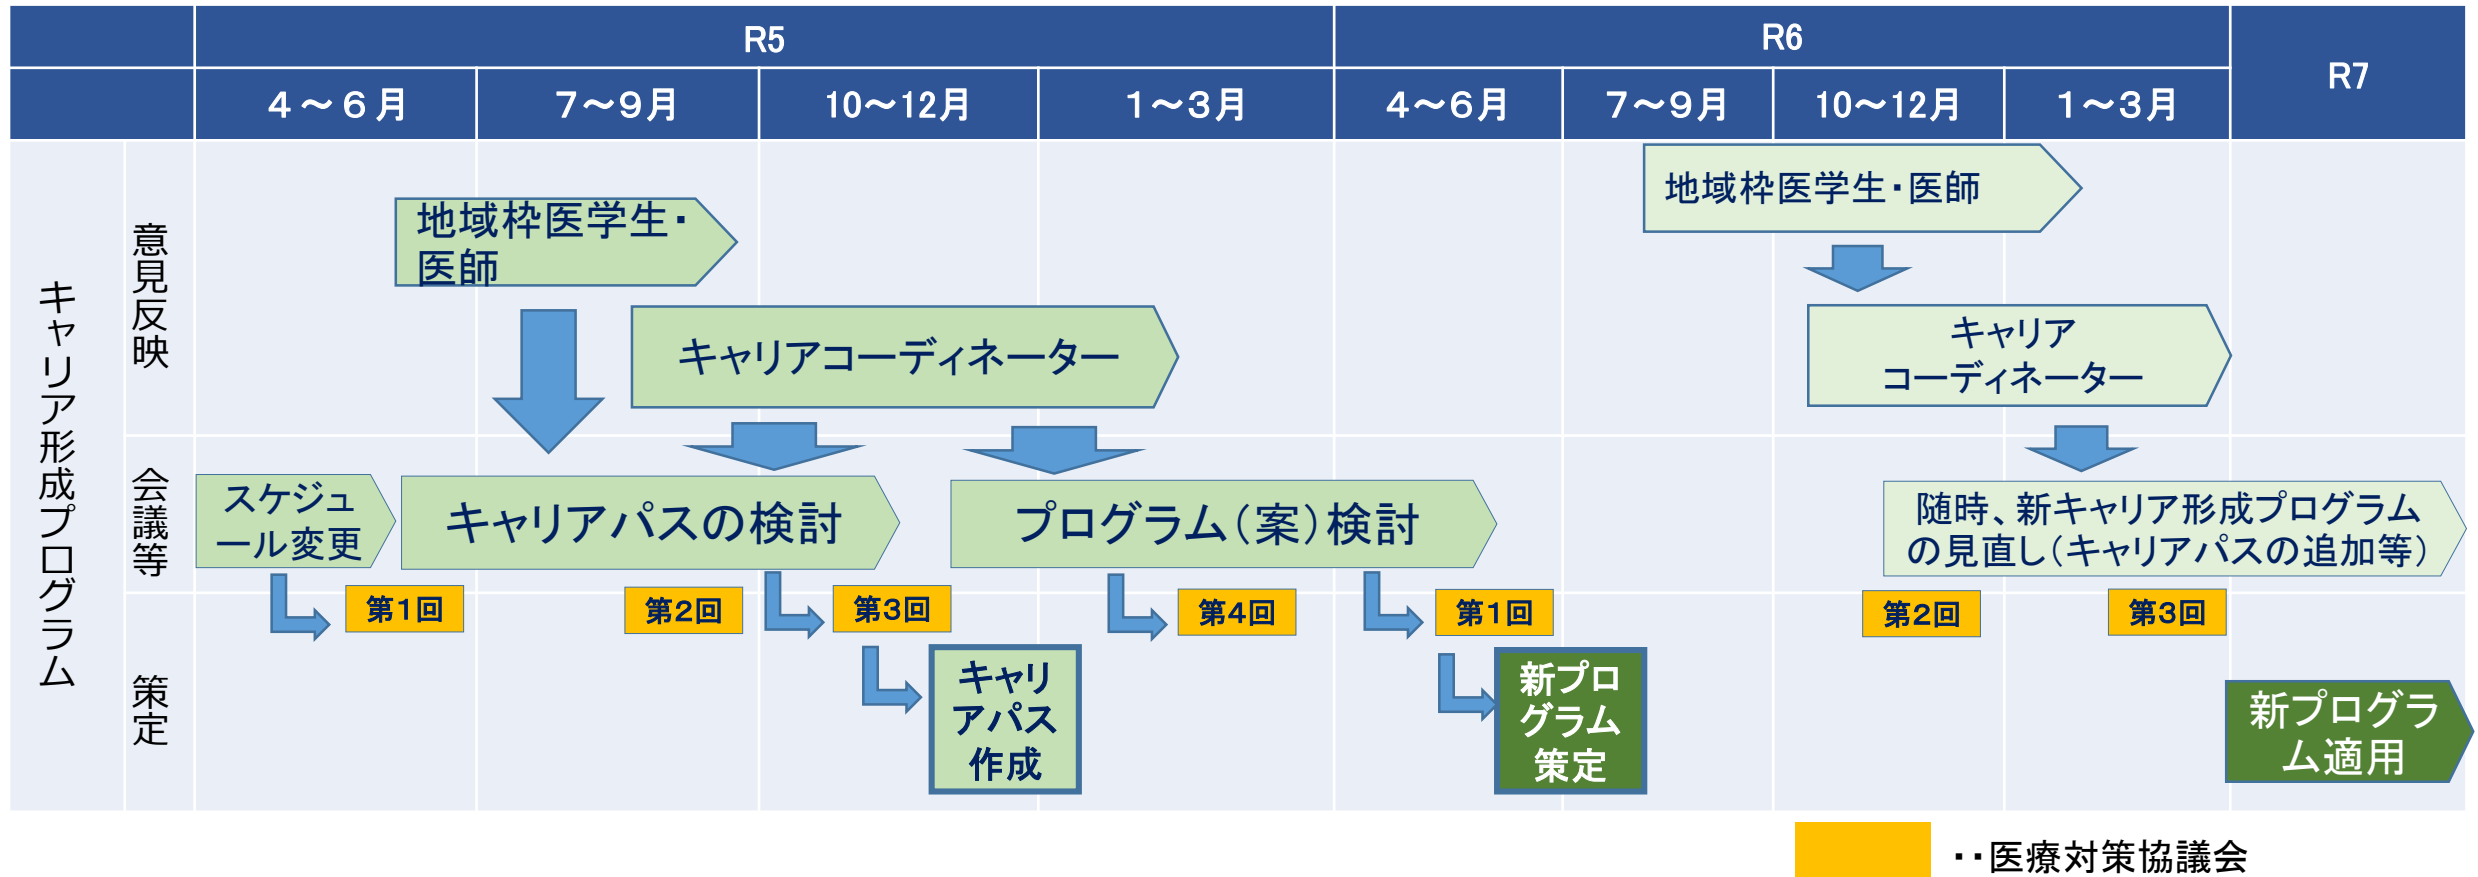 R5
R6
R7
４～６月
７～９月
10～12月
１～３月
４～６月
７～９月
10～12月
１～３月
キャリア形成プログラム
意見反映
地域枠医学生・
医師
地域枠医学生・医師
キャリアコーディネーター
キャリア
コーディネーター
会議等
スケジュ
ール変更
キャリアパスの検討
プログラム（案）検討
随時、新キャリア形成プログラム
の見直し（キャリアパスの追加等）
第１回
第２回
第３回
第４回
第１回
第２回
第３回
策定
キャリ
アパス
作成
新プロ
グラム
策定
新プログラ
ム適用
・・医療対策協議会